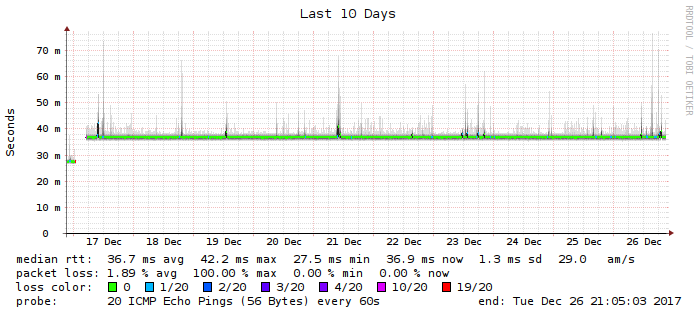 Last 10 Days
RRDTOOL / TOBI OETIKER
Seconds
70 m
60 m
50 m
40 m
30 m
20 m
10 m
0
17 Dec 18 Dec 19 Dec 20 Dec 21 Dec 22 Dec 23 Dec 24 Dec 25 Dec 26 Dec
median rtt: 36.7 ms avg 42.2 ms max 27.5 ms min 36.9 ms now 1.3 ms sd 29.0 am/s
packet loss: 1.89 % avg 100.00 % max 0.00 % min 0.00 % now
loss color: 0 1/20 2/20 3/20 4/20 10/20 19/20
probe: 20 ICMP Echo Pings (56 Bytes) every 60s end: Tue Dec 26 21:05:03 2017